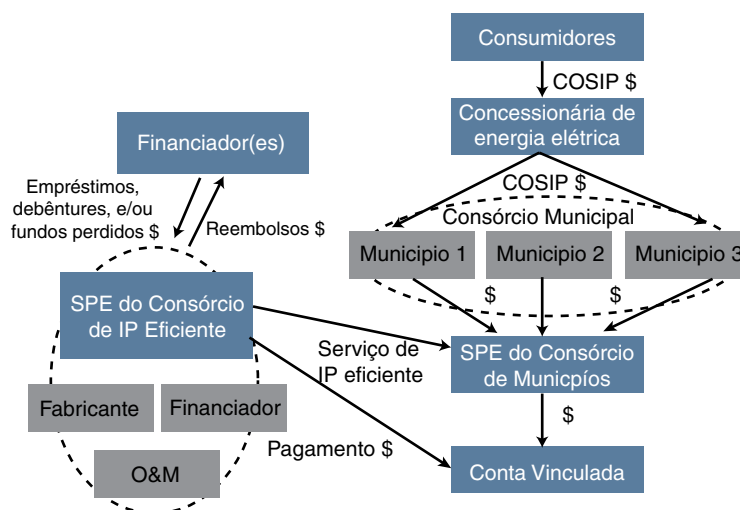 Consumidores
COSIP $
Concessionária de
energia elétrica
Financiador(es)
COSIP $
Empréstimos,
debêntures, e/ou
fundos perdidos $
Reembolsos $
Consórcio Municipal
Municipio 1
Municipio 2
Municipio 3
$
$
SPE do Consórcio
de IP Eficiente
Serviço de
IP eficiente
SPE do Consórcio
de Municpíos
Fabricante
Financiador
$
Pagamento $
O&M
Conta Vinculada